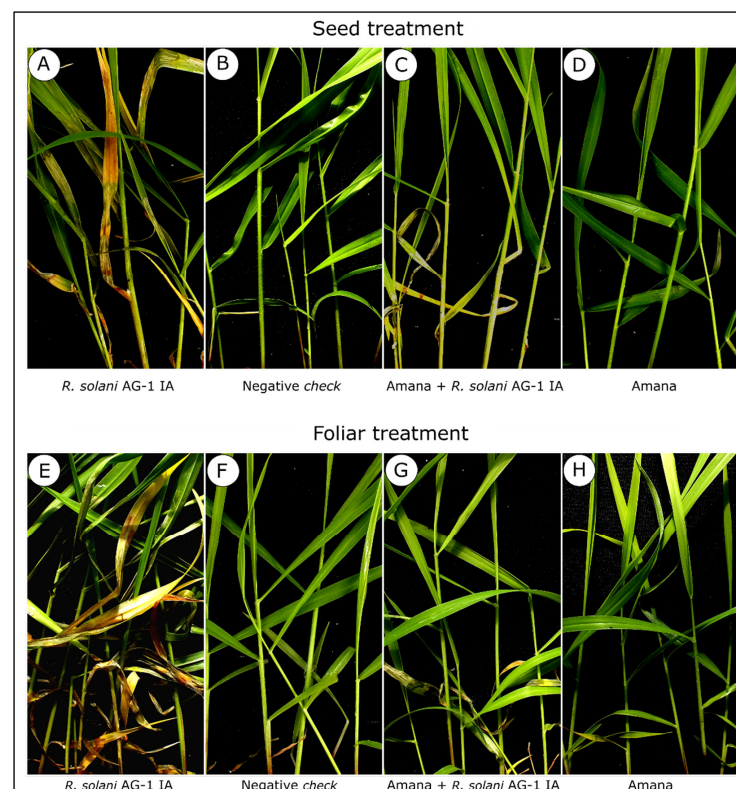 Seed treatment
A B C D
R. solani AG-1 IA Negative check Amana + R. solani AG-1 IA Amana
Foliar treatment
E F G H
R. solani AG-1 IA Negative check Amana + R. solani AG-1 IA Amana